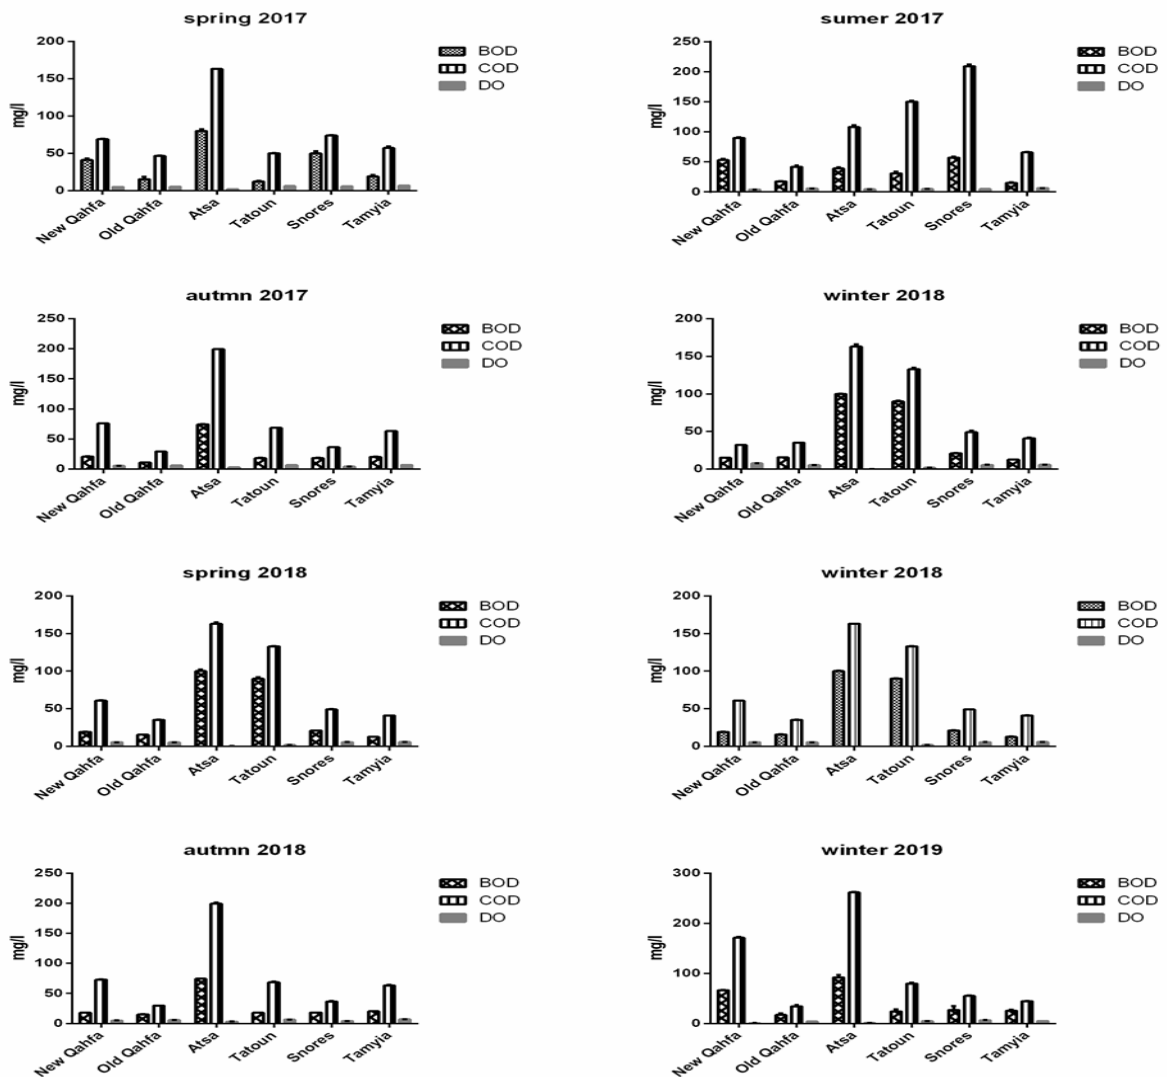 spring 2017
200
150
100
50
0
mg/l
BOD
COD
DO
New Qahfa
Old Qahfa
Atsa
Tatoun
Snores
Tamyia
sumer 2017
250
200
150
100
50
0
mg/l
BOD
COD
DO
New Qahfa
Old Qahfa
Atsa
Tatoun
Snores
Tamyia
autmn 2017
250
200
150
100
50
0
mg/l
BOD
COD
DO
New Qahfa
Old Qahfa
Atsa
Tatoun
Snores
Tamyia
winter 2018
200
150
100
50
0
mg/l
BOD
COD
DO
New Qahfa
Old Qahfa
Atsa
Tatoun
Snores
Tamyia
spring 2018
200
150
100
50
0
mg/l
BOD
COD
DO
New Qahfa
Old Qahfa
Atsa
Tatoun
Snores
Tamyia
winter 2018
200
150
100
50
0
mg/l
BOD
COD
DO
New Qahfa
Old Qahfa
Atsa
Tatoun
Snores
Tamyia
autmn 2018
250
200
150
100
50
0
mg/l
BOD
COD
DO
New Qahfa
Old Qahfa
Atsa
Tatoun
Snores
Tamyia
winter 2019
300
200
100
0
mg/l
BOD
COD
DO
New Qahfa
Old Qahfa
Atsa
Tatoun
Snores
Tamyia